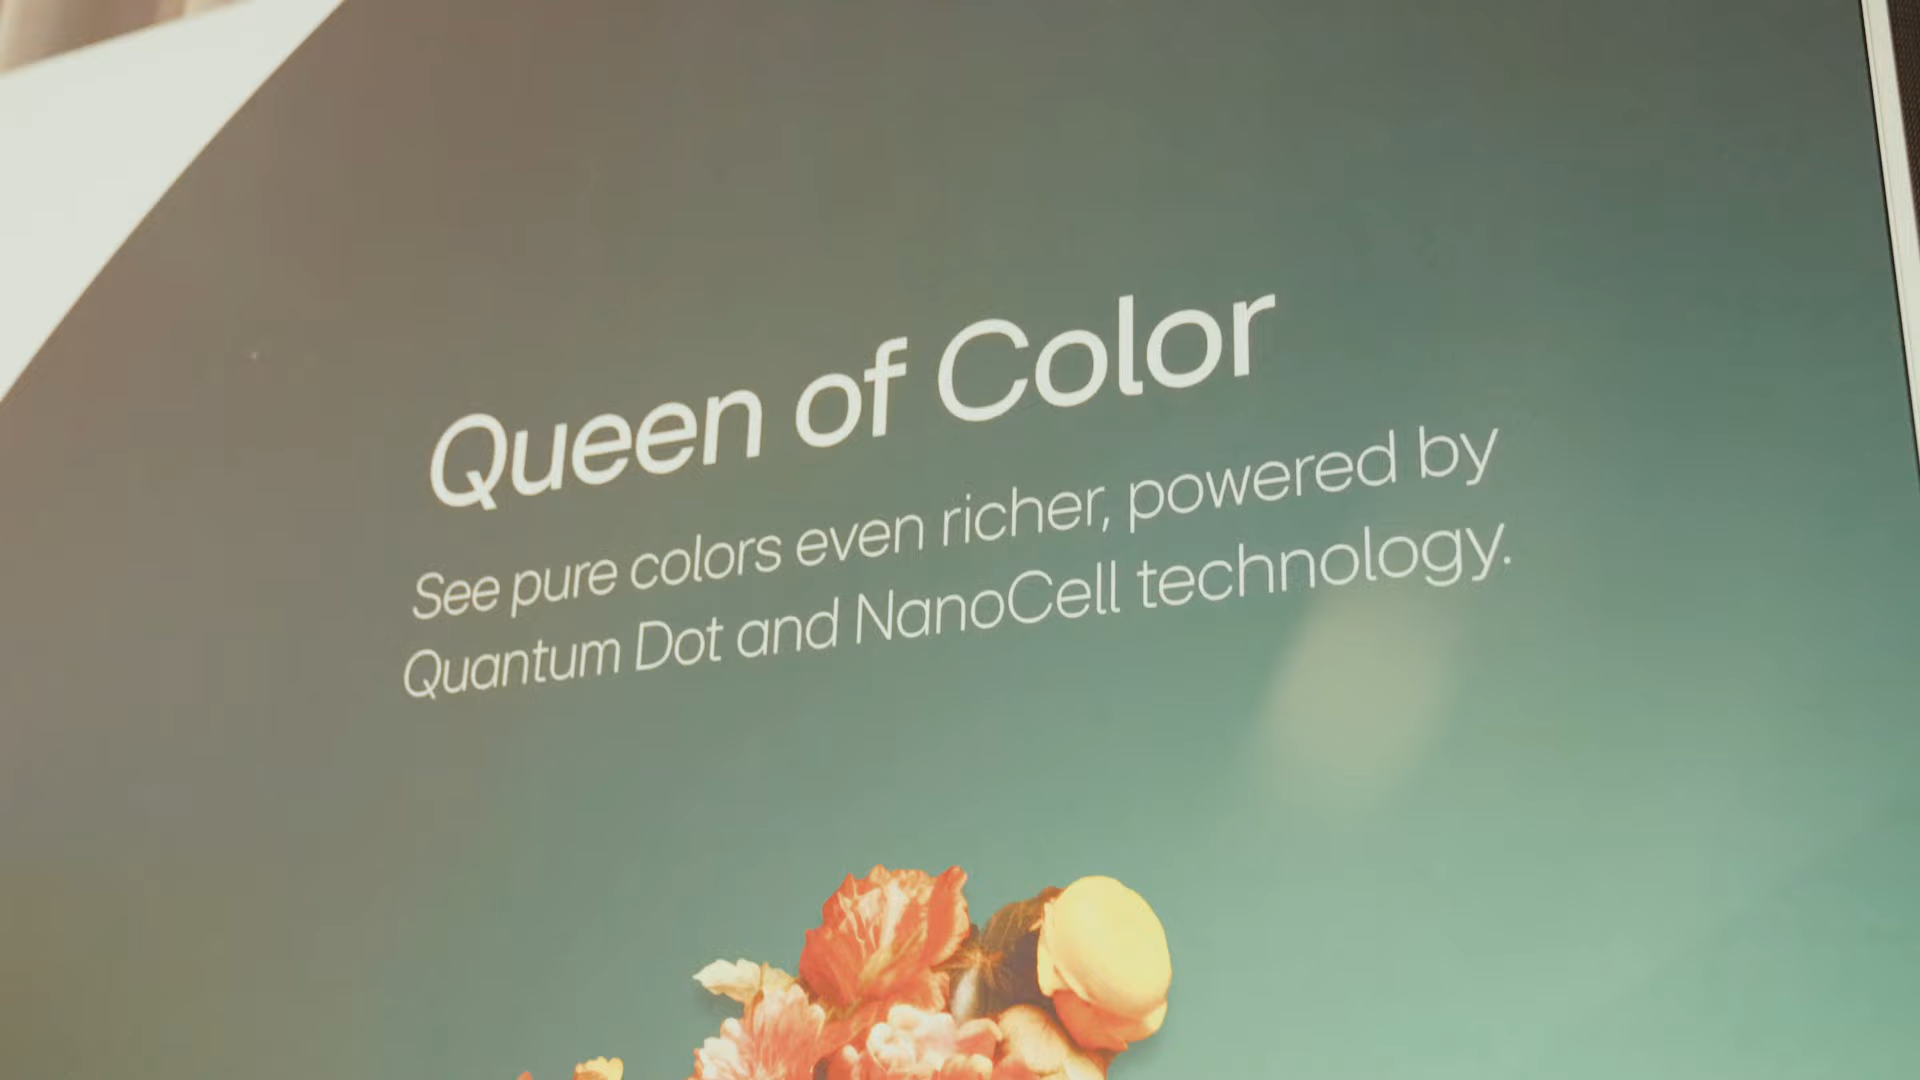 Queen of Color
See pure colors even richer, powered by
Quantum Dot and NanoCell technology.